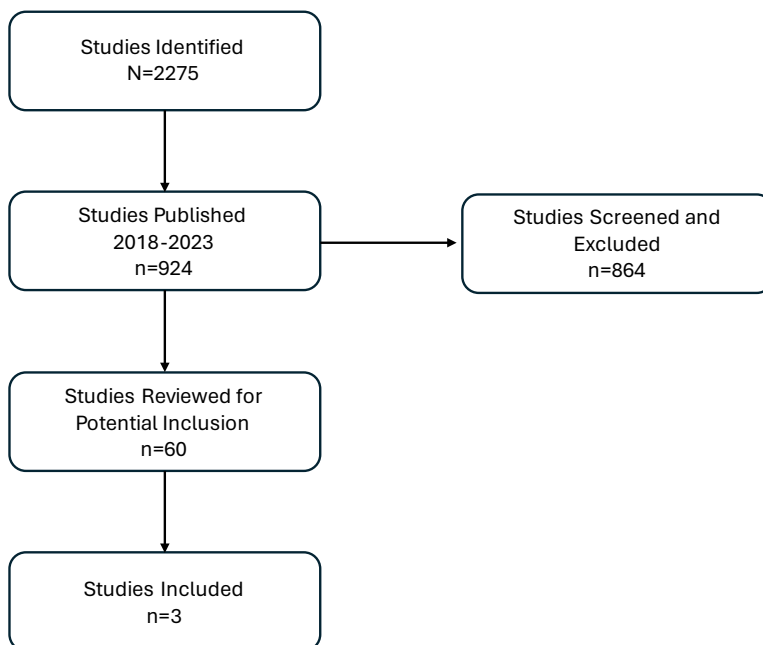 Studies Identified
N=2275
Studies Published
2018-2023
n=924
Studies Screened and
Excluded
n=864
Studies Reviewed for
Potential Inclusion
n=60
Studies Included
n=3